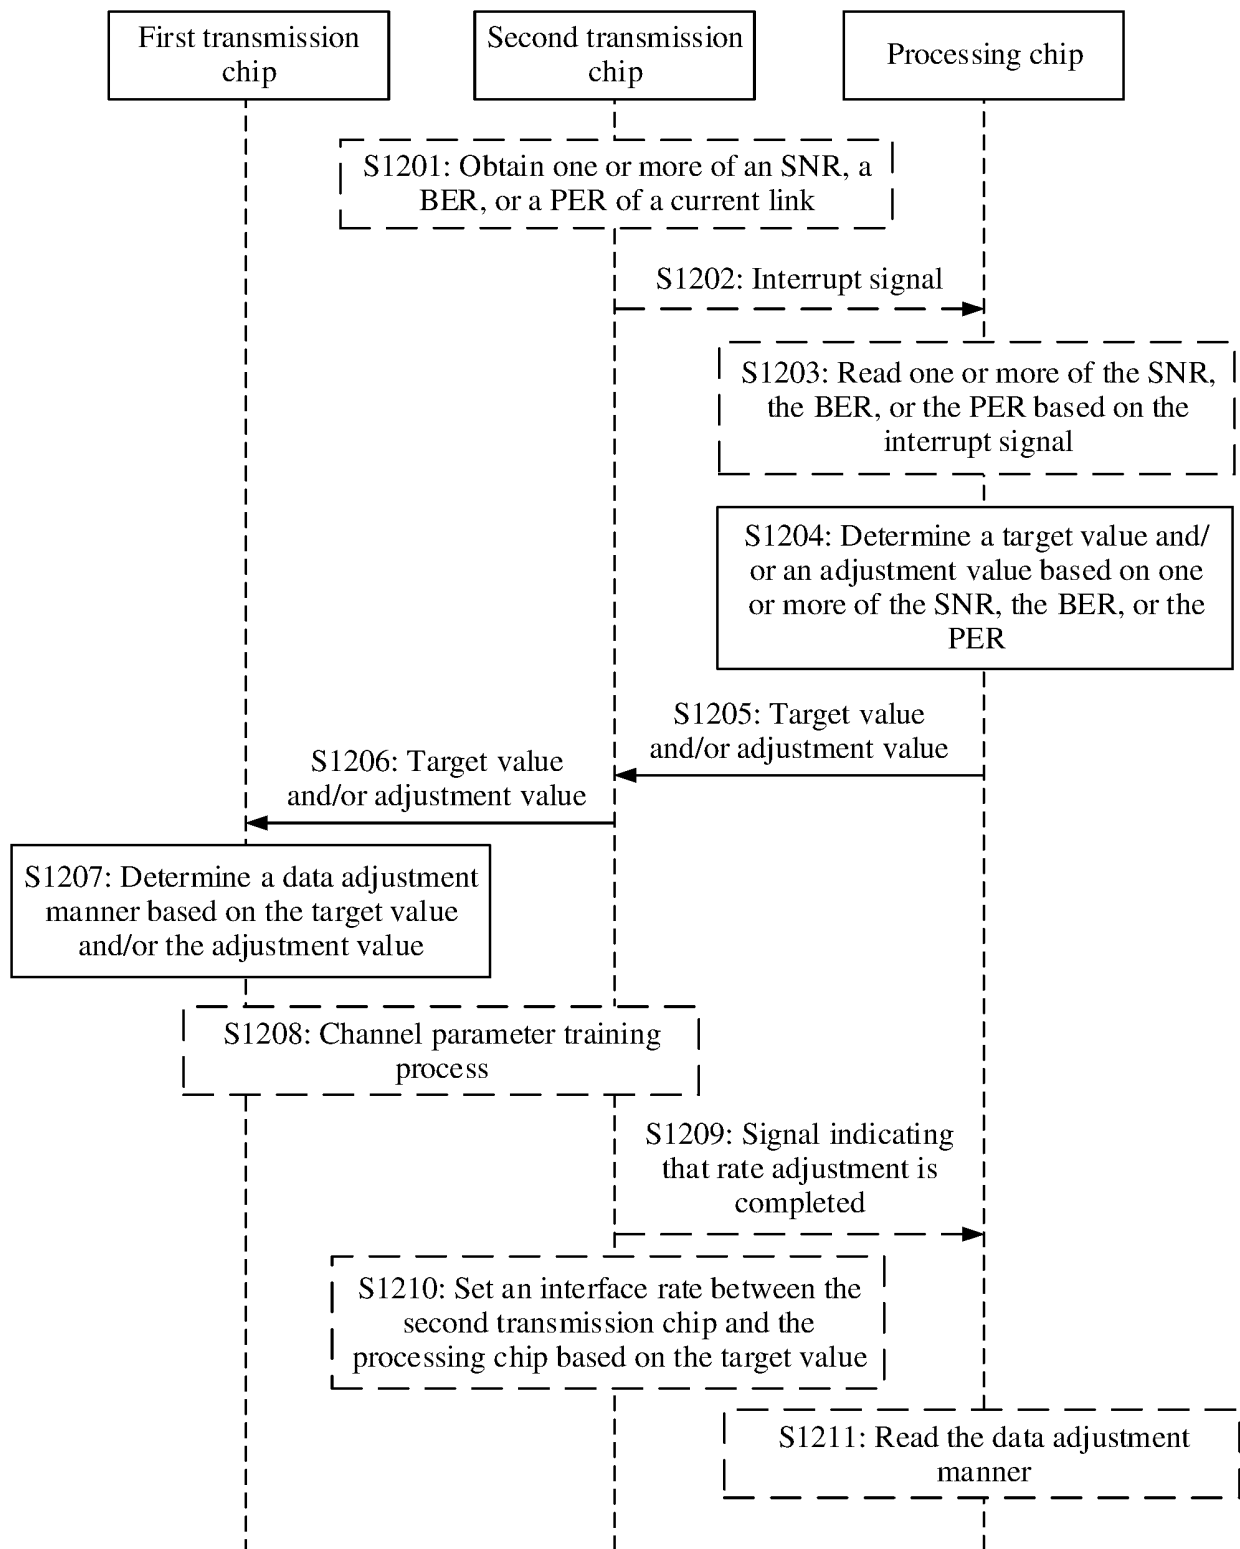 First transmission
chip
Second transmission
chip
Processing chip
S1201: Obtain one or more of an SNR, a
BER, or a PER of a current link
S1202: Interrupt signal
S1203: Read one or more of the SNR,
the BER, or the PER based on the
interrupt signal
S1204: Determine a target value and/
or an adjustment value based on one
or more of the SNR, the BER, or the
PER
S1205: Target value
and/or adjustment value
S1206: Target value
and/or adjustment value
S1207: Determine a data adjustment
manner based on the target value
and/or the adjustment value
S1208: Channel parameter training
process
S1209: Signal indicating
that rate adjustment is
completed
S1210: Set an interface rate between the
second transmission chip and the
processing chip based on the target value
S1211: Read the data adjustment
manner